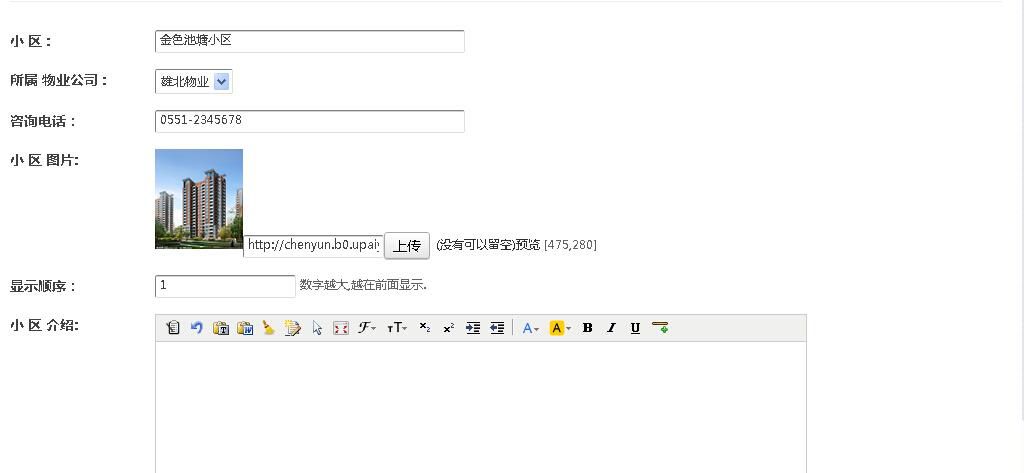 小 区：
金色池塘小区
所属 物业公司：
雄北物业
咨询电话：
0551-2345678
小 区 图片:
http://chenyun.b0.upaiy
上传
(没有可以留空)预览 [475,280]
显示顺序：
1
数字越大,越在前面显示.
小 区 介绍: